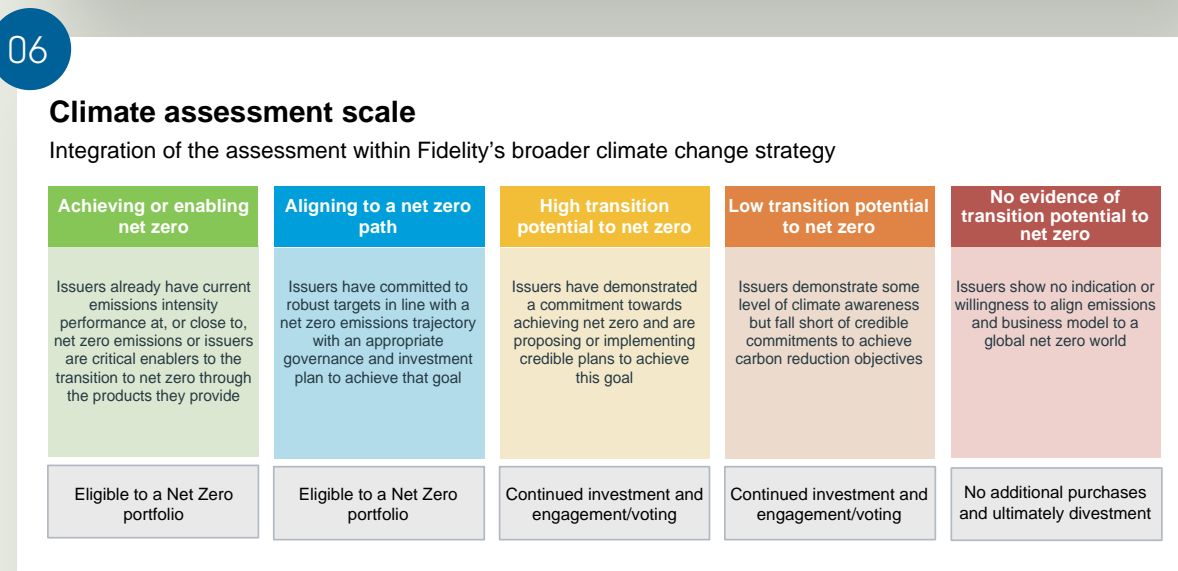 06
Climate assessment scale
Integration of the assessment within Fidelity's broader climate change strategy
Achieving or enabling
net zero
Issuers already have current
emissions intensity
performance at, or close to,
net zero emissions or issuers
are critical enablers to the
transition to net zero through
the products they provide
Eligible to a Net Zero
portfolio
Aligning to a net zero
path
Issuers have committed to
robust targets in line with a
net zero emissions trajectory
with an appropriate
governance and investment
plan to achieve that goal
Eligible to a Net Zero
portfolio
High transition
potential to net zero
Issuers have demonstrated
a commitment towards
achieving net zero and are
proposing or implementing
credible plans to achieve
this goal
Continued investment and
engagement/voting
Low transition potential
to net zero
Issuers demonstrate some
level of climate awareness
but fall short of credible
commitments to achieve
carbon reduction objectives
Continued investment and
engagement/voting
No evidence of
transition potential to
net zero
Issuers show no indication or
willingness to align emissions
and business model to a
global net zero world
No additional purchases
and ultimately divestment